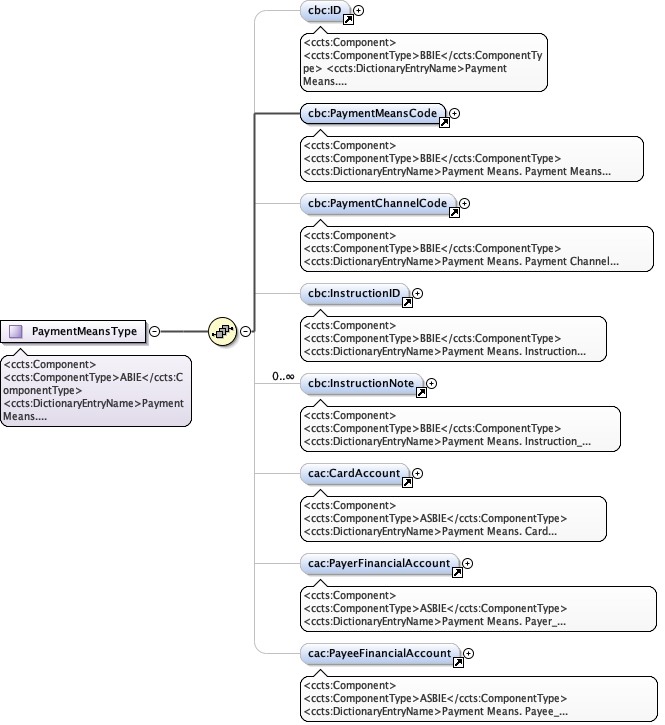 cbc:ID
<ccts:Component>
<ccts:ComponentType>BBIE</ccts:ComponentTy
pe> <ccts:DictionaryEntryName>Payment
Means....
cbc:PaymentMeansCode
<ccts:Component>
<ccts:ComponentType>BBIE</ccts:ComponentType>
<ccts:DictionaryEntryName>Payment Means. Payment Means...
cbc:PaymentChannelCode
<ccts:Component>
<ccts:ComponentType>BBIE</ccts:ComponentType>
<ccts:DictionaryEntryName>Payment Means. Payment Channel...
cbc:InstructionID
<ccts:Component>
<ccts:ComponentType>BBIE</ccts:ComponentType>
<ccts:DictionaryEntryName>Payment Means. Instruction...
PaymentMeansType
<ccts:Component>
<ccts:ComponentType>ABIE</ccts:C
omponentType>
<ccts:DictionaryEntryName>Payment
Means....
0..∞
cbc:InstructionNote
<ccts:Component>
<ccts:ComponentType>BBIE</ccts:ComponentType>
<ccts:DictionaryEntryName>Payment Means. Instruction_...
cac:CardAccount
<ccts:Component>
<ccts:ComponentType>ASBIE</ccts:ComponentType>
<ccts:DictionaryEntryName>Payment Means. Card...
cac:PayerFinancialAccount
<ccts:Component>
<ccts:ComponentType>ASBIE</ccts:ComponentType>
<ccts:DictionaryEntryName>Payment Means. Payer_...
cac:PayeeFinancialAccount
<ccts:Component>
<ccts:ComponentType>ASBIE</ccts:ComponentType>
<ccts:DictionaryEntryName>Payment Means. Payee_...